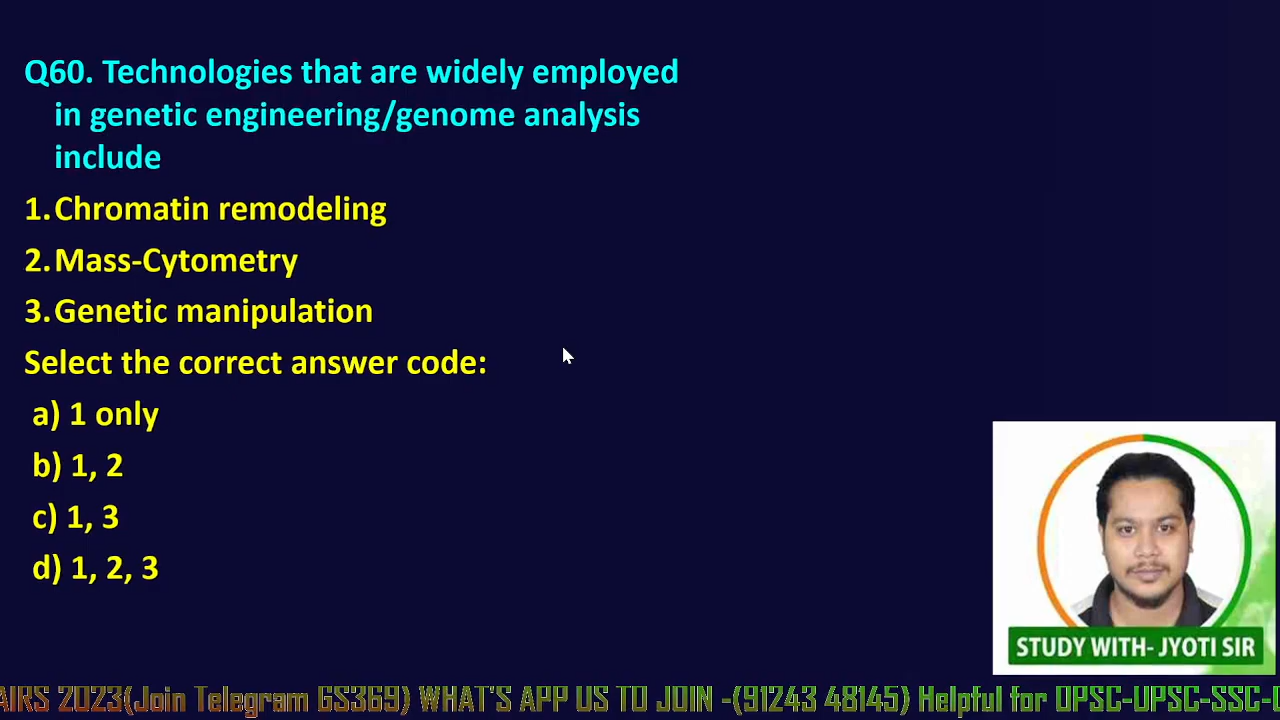 Q60. Technologies that are widely employed
in genetic engineering/genome analysis
include
1. Chromatin remodeling
2. Mass-Cytometry
3. Genetic manipulation
Select the correct answer code:
a) 1 only
b) 1, 2
c) 1, 3
d) 1, 2, 3
STUDY WITH- JYOTI SIR
AIRS 2023(Join Telegram GS369) WHAT'S APP US TO JOIN -(91243 48145) Helpful for OPSC-UPSC-SSC-